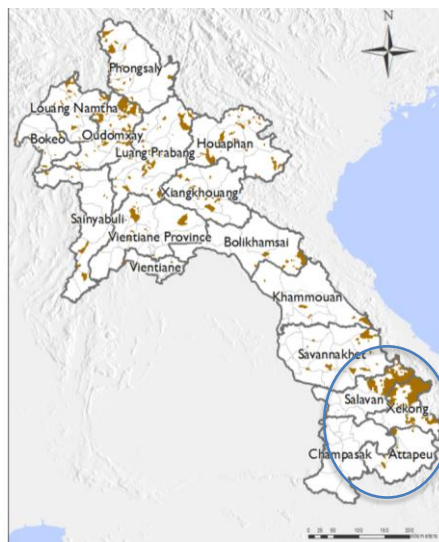 N
Phongsaly
Louang Namtha
Bokeo
Oudomxay
Houaphan
Luang Prabang
Xiangkhouang
Sainyabuli
Vientiane Province
Bolikhamsai
Vientiane
Khammouan
Savannakhet
Salavan
Xekong
Champasak
Attapeu